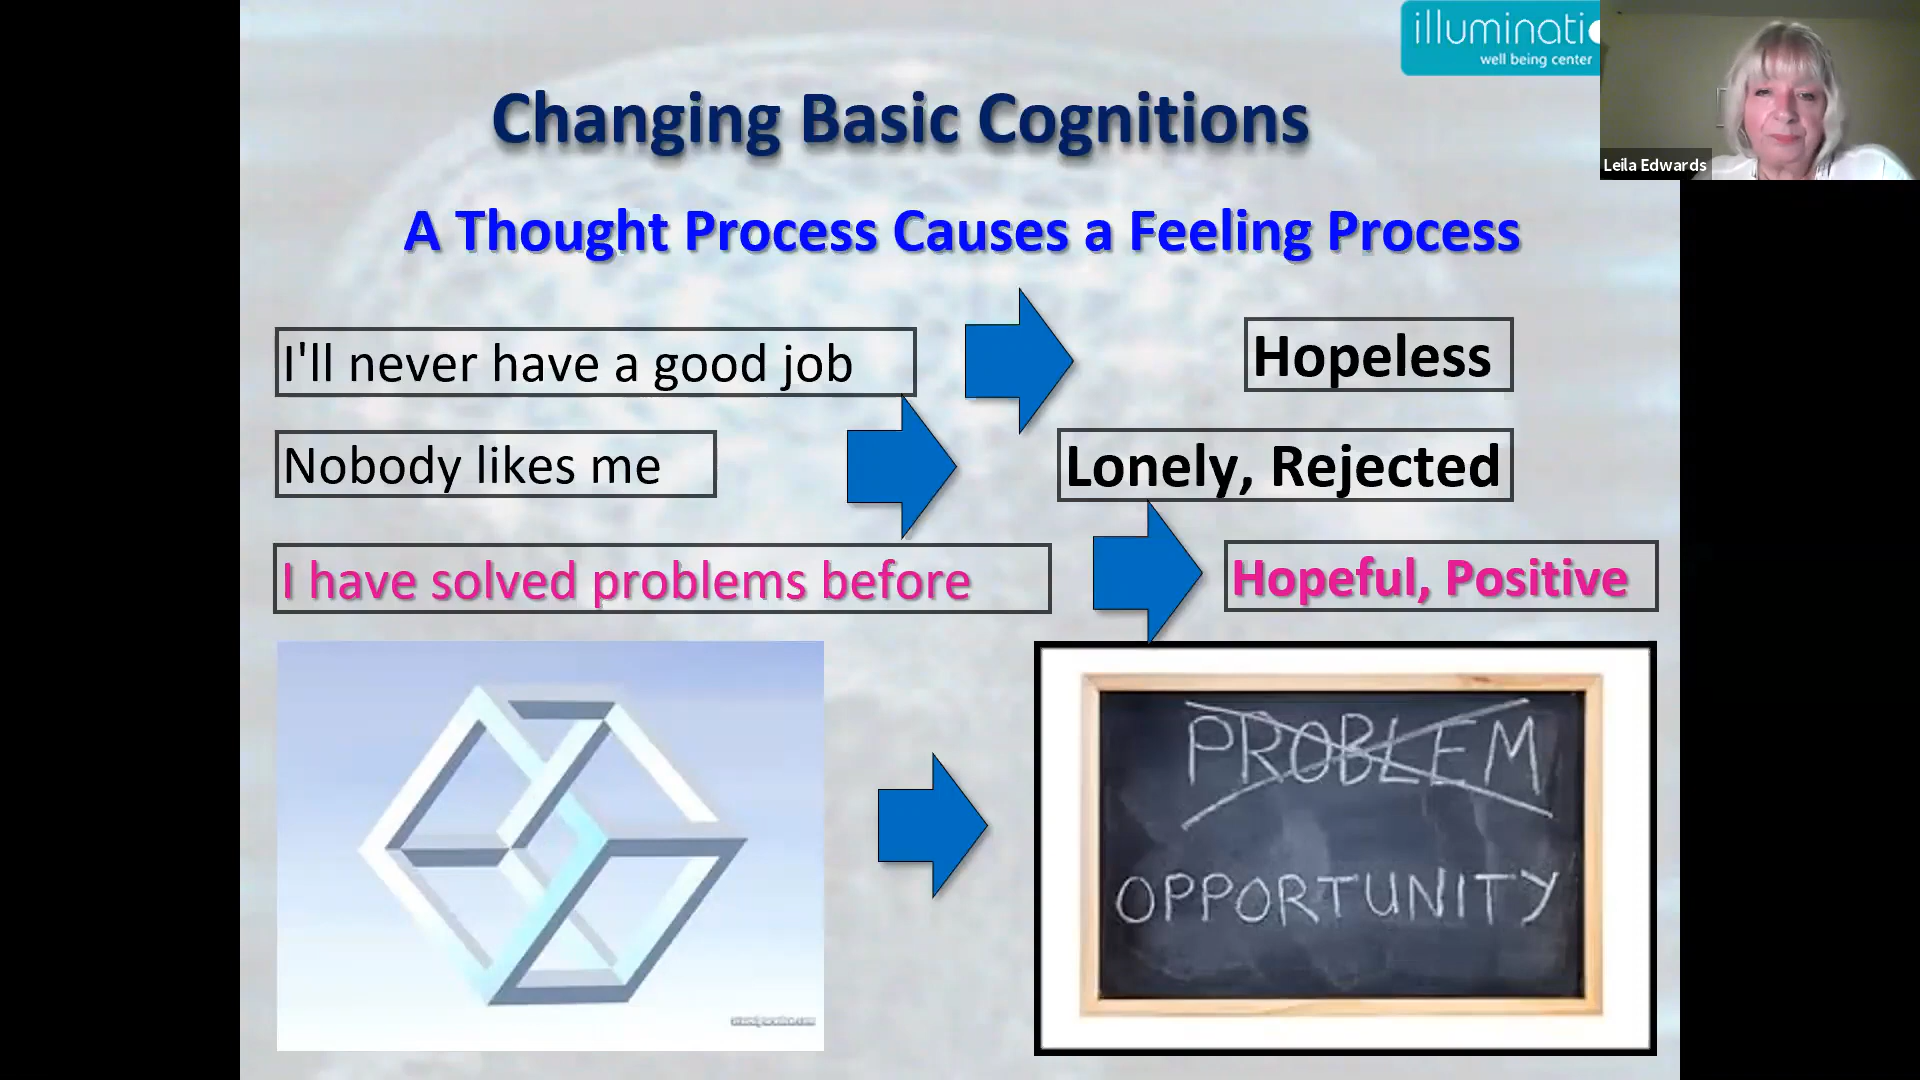 illuminati
well being center
Leila Edwards
Changing Basic Cognitions
A Thought Process Causes a Feeling Process
I'll never have a good job
Hopeless
Nobody likes me
Lonely, Rejected
I have solved problems before
Hopeful, Positive
PROBLEM
OPPORTUNITY